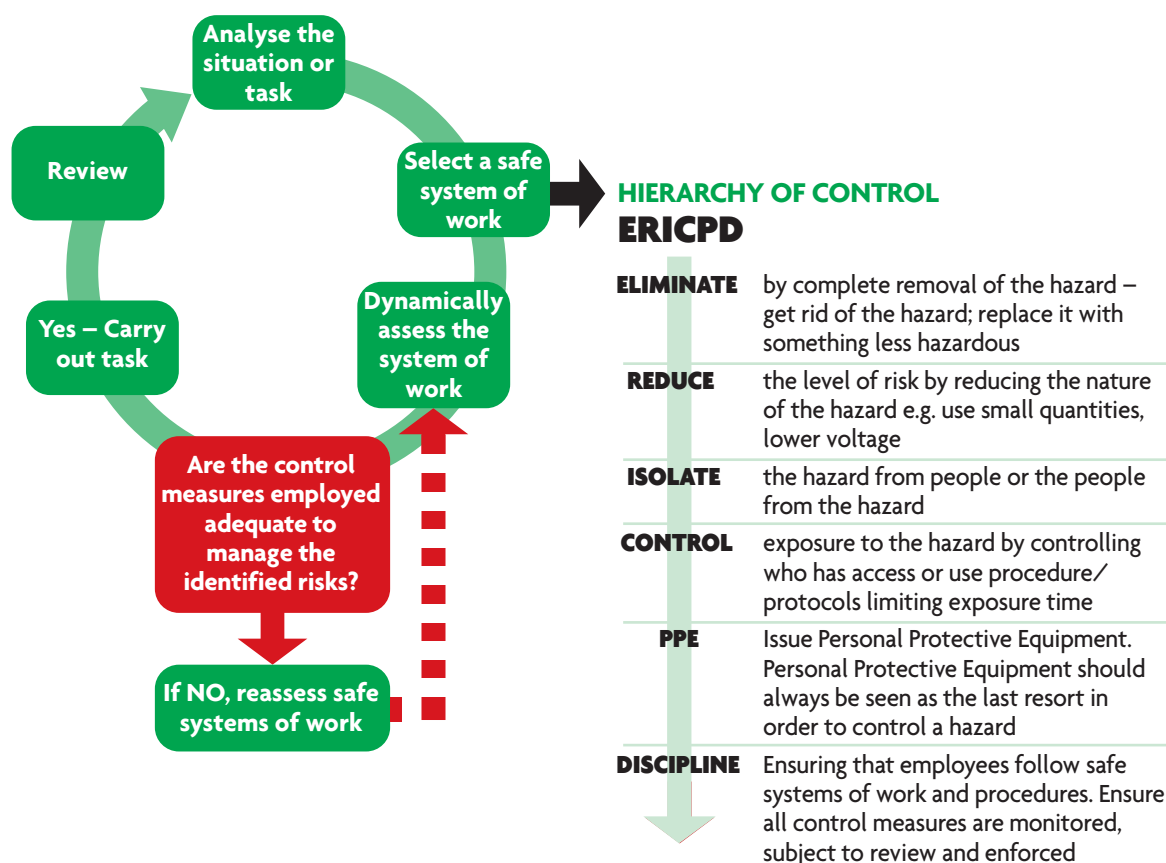 Analyse the
situation or
task
Select a safe
system of
work
Dynamically
assess the
system of
work
Are the control
measures employed
adequate to
manage the
identified risks?
If NO, reassess safe
systems of work
Yes – Carry
out task
Review
HIERARCHY OF CONTROL
ERICPD
ELIMINATE by complete removal of the hazard –
get rid of the hazard; replace it with
something less hazardous
REDUCE the level of risk by reducing the nature
of the hazard e.g. use small quantities,
lower voltage
ISOLATE the hazard from people or the people
from the hazard
CONTROL exposure to the hazard by controlling
who has access or use procedure/
protocols limiting exposure time
PPE Issue Personal Protective Equipment.
Personal Protective Equipment should
always be seen as the last resort in
order to control a hazard
DISCIPLINE Ensuring that employees follow safe
systems of work and procedures. Ensure
all control measures are monitored,
subject to review and enforced